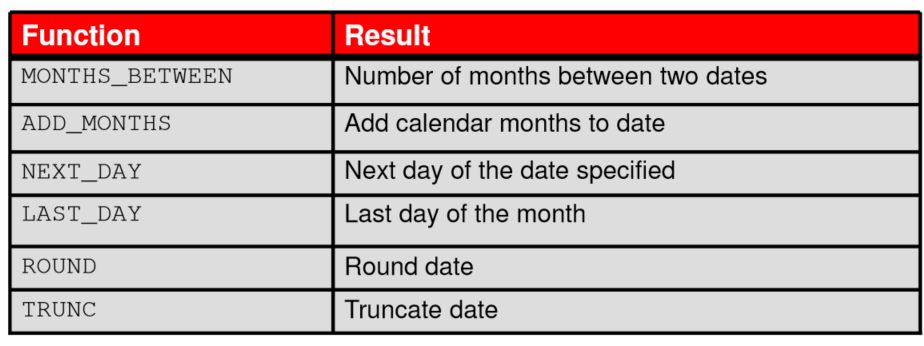 Function Result
MONTHS_BETWEEN Number of months between two dates
ADD_MONTHS Add calendar months to date
NEXT_DAY Next day of the date specified
LAST_DAY Last day of the month
ROUND Round date
TRUNC Truncate date